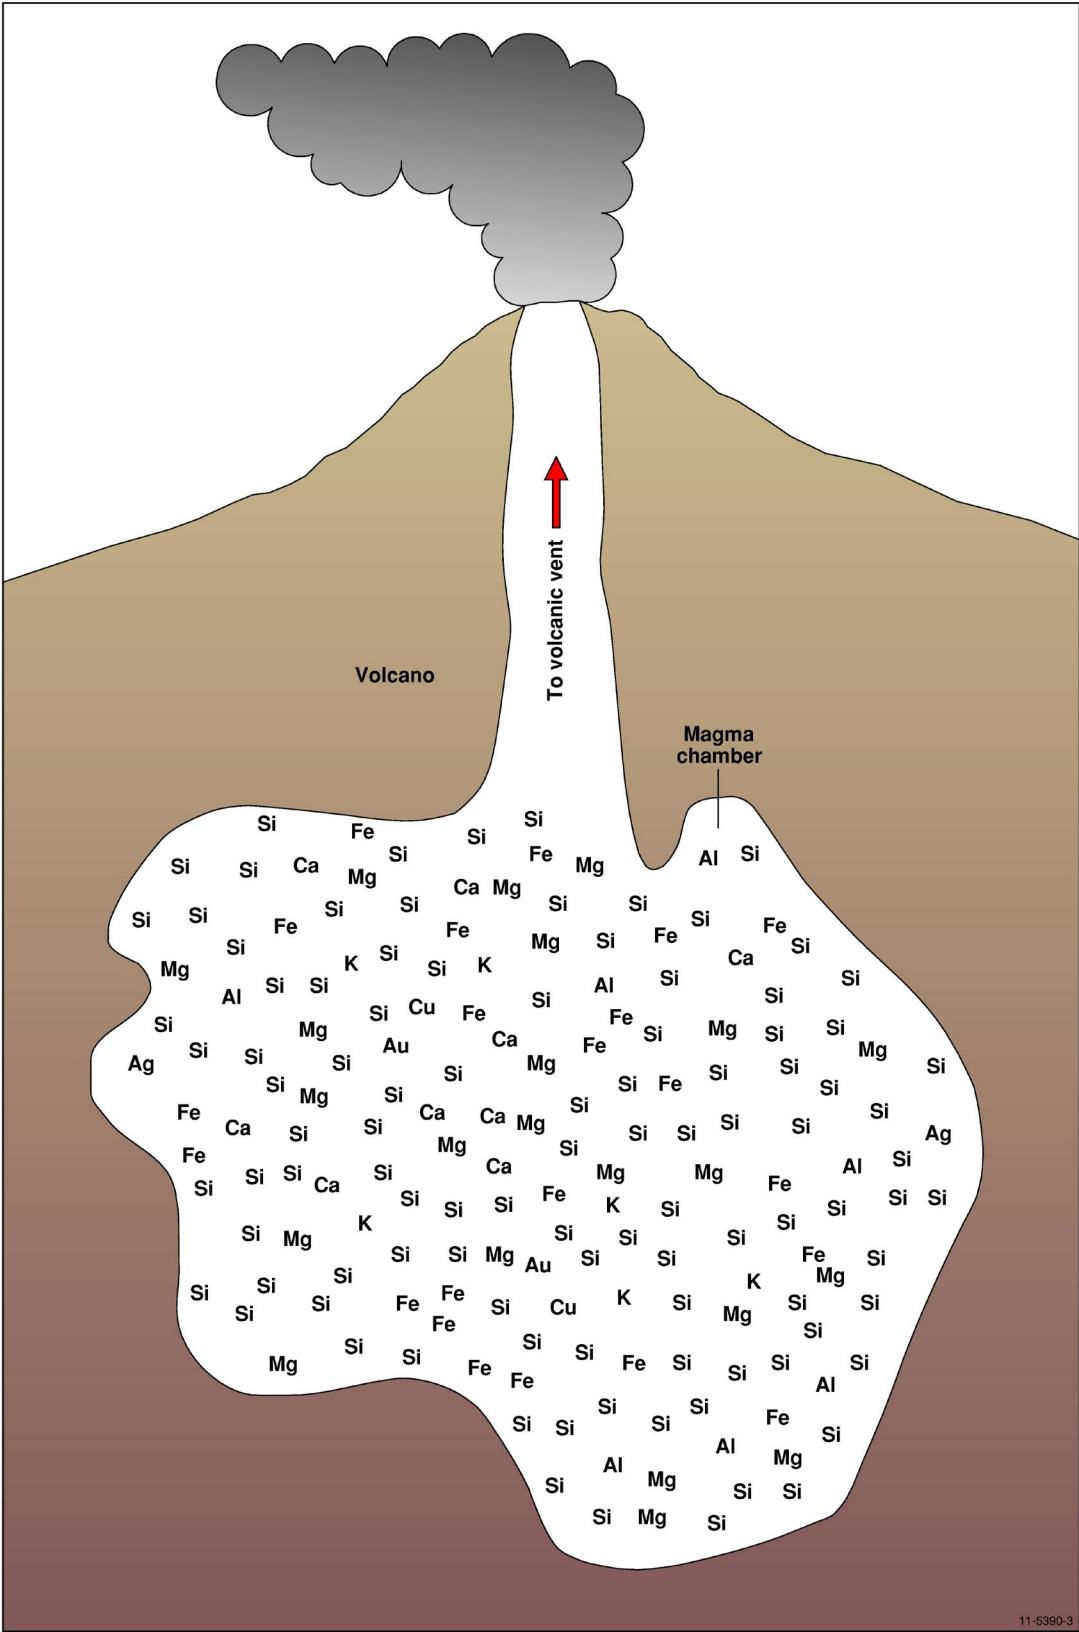 To volcanic vent
Volcano
Magma
chamber
Si
Si Fe Si
Si Fe Al Si
Si Si Ca Mg Mg
Ca Mg
Si Si Si Si
Si Si Fe Fe Si Fe
Si Mg Si Fe Si
Mg K Si Si K Ca
Al Si Si Al Si Si
Si Cu Fe Si Si
Si Mg Fe Si Mg Si Si
Ag Si Si Si Au Ca Mg Fe Mg Si
Si Mg Si Si Si Fe Si Si Si
Fe Ca Ca Ca Mg Si Si
Si Si Si Si Si Si Ag
Fe Mg Si
Si Si Si Ca Si Ca Mg Mg Al Si
Si Si Si Fe K Si Fe Si Si Si
K Si
Si Mg Si Si Si
Si Si Mg Au Si Si Fe Si
Si Si Si K Mg
Si Si Fe Fe Si Cu K Si Mg Si Si
Fe Si Si
Mg Si Si Fe Si Fe Si Si Si Si
Fe Al
Si Si Si Si Si Fe Si
Al Al Mg
Si Mg Si Si
Si Mg Si
11-5390-3